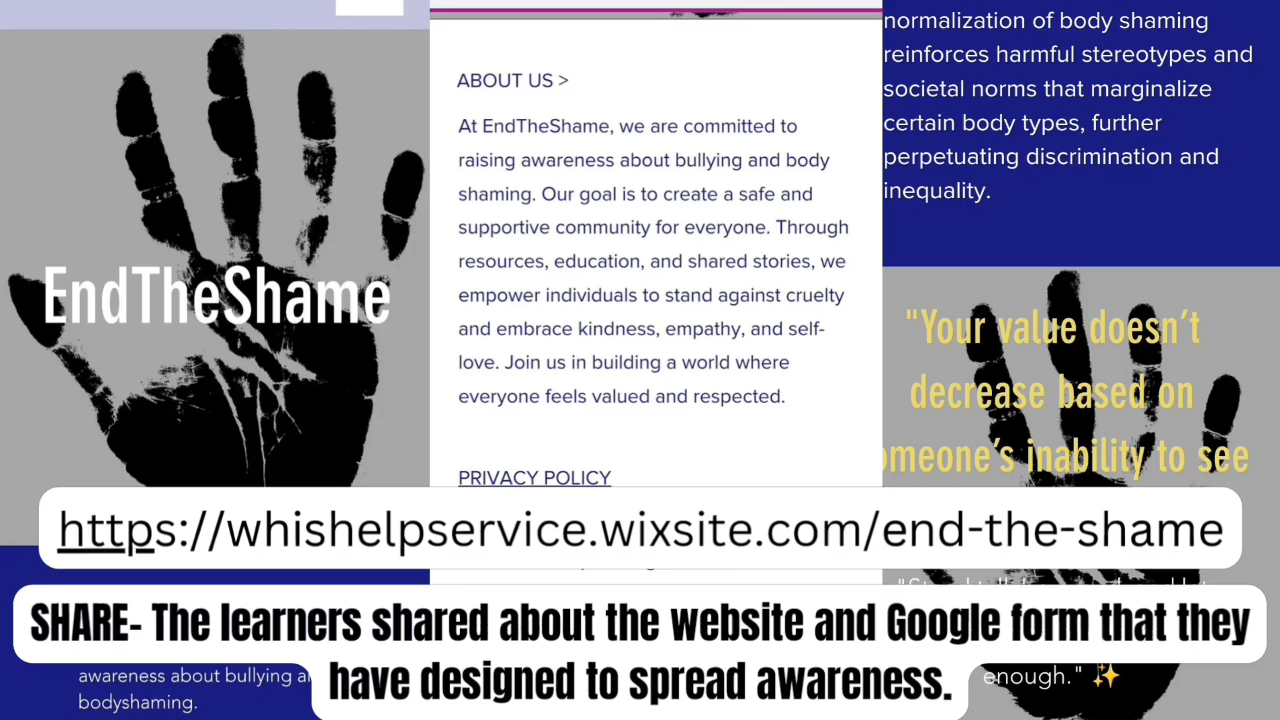 EndTheShame
awareness about bullying
bodyshaming.
ABOUT US >
At EndTheShame, we are committed to
raising awareness about bullying and body
shaming. Our goal is to create a safe and
supportive community for everyone. Through
resources, education, and shared stories, we
empower individuals to stand against cruelty
and embrace kindness, empathy, and self-
love. Join us in building a world where
everyone feels valued and respected.
PRIVACY POLICY
normalization of body shaming
reinforces harmful stereotypes and
societal norms that marginalize
certain body types, further
perpetuating discrimination and
inequality.
"Your value doesn't
decrease based on
omeone's inability to see
enough." ✨
https://whishelpservice.wixsite.com/end-the-shame
SHARE- The learners shared about the website and Google form that they
have designed to spread awareness.